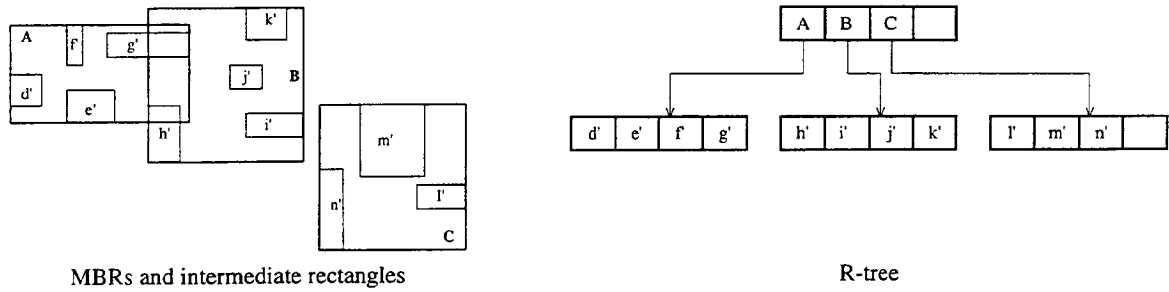 A
f'
g'
k'
d'
e'
j'
B
h'
i'
m'
n'
l'
C
MBRs and intermediate rectangles
A B C
d' e' f' g'
h' i' j' k'
l' m' n'
R-tree